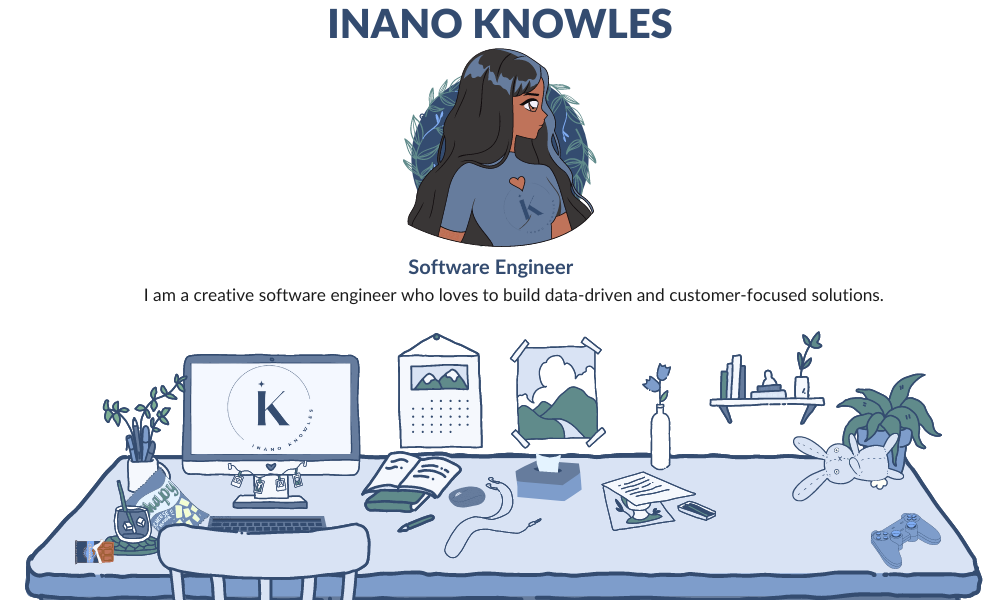 INANO KNOWLES
K
Software Engineer
I am a creative software engineer who loves to build data-driven and customer-focused solutions.
K
INANO KNOWLES